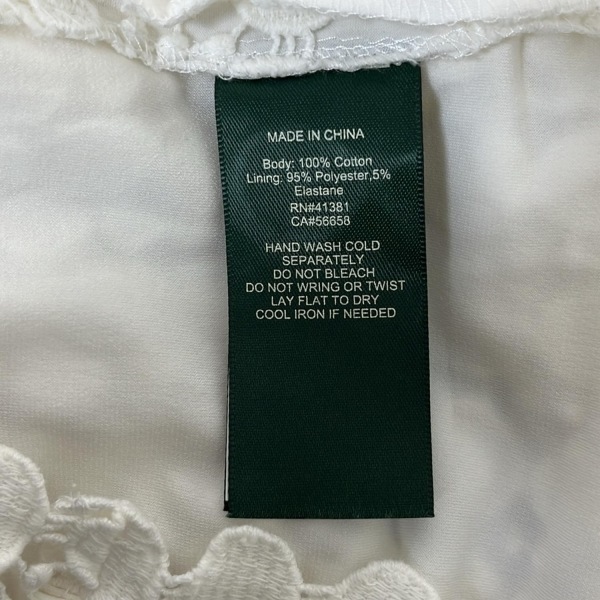 MADE IN CHINA
Body: 100% Cotton
Lining: 95% Polyester,5%
Elastane
RN#41381
CA#56658
HAND WASH COLD
SEPARATELY
DO NOT BLEACH
DO NOT WRING OR TWIST
LAY FLAT TO DRY
COOL IRON IF NEEDED